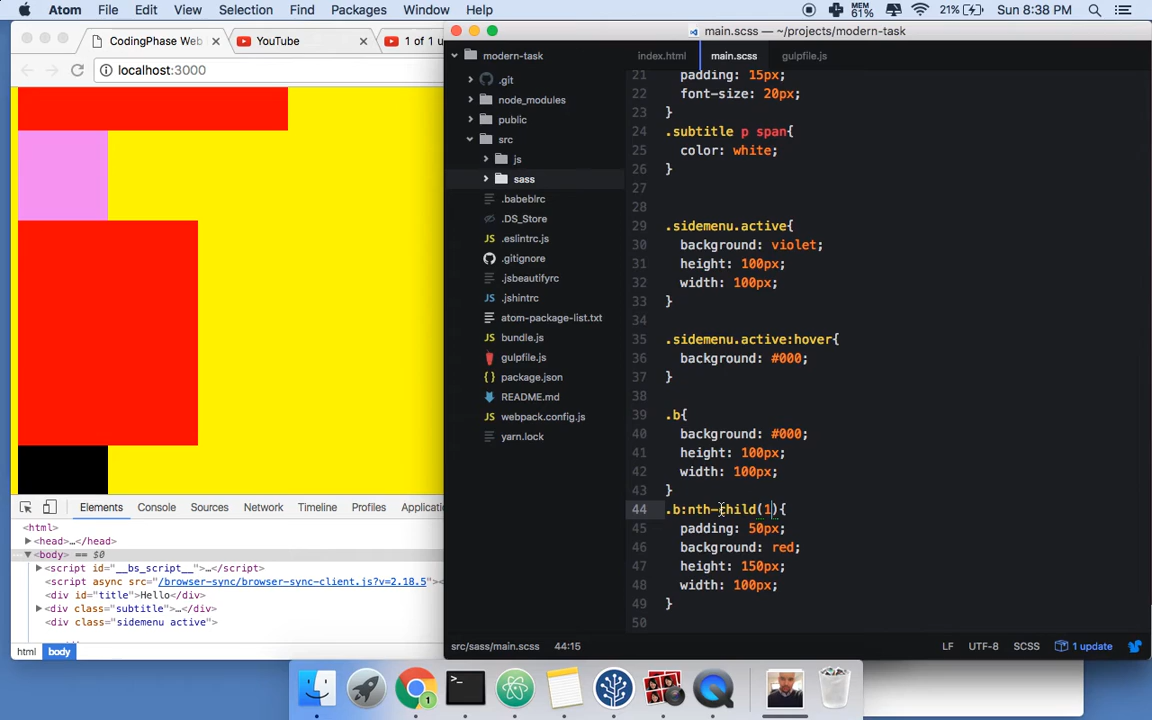 Atom File Edit View Selection Find Packages Window Help MEM 61% 21% Sun 8:38 PM
main.scss — ~/projects/modern-task
CodingPhase Web × YouTube × 1 of 1 u
localhost:3000
modern-task
.git
node_modules
public
src
js
sass
.babelrc
.DS_Store
JS .eslintrc.js
.gitignore
.jsbeautifyrc
.jshintrc
atom-package-list.txt
JS bundle.js
gulpfile.js
{} package.json
README.md
JS webpack.config.js
yarn.lock
index.html main.scss gulpfile.js
21 padding: 15px;
22 font-size: 20px;
23 }
24 .subtitle p span{
25 color: white;
26 }
27
28
29 .sidemenu.active{
30 background: violet;
31 height: 100px;
32 width: 100px;
33 }
34
35 .sidemenu.active:hover{
36 background: #000;
37 }
38
39 .b{
40 background: #000;
41 height: 100px;
42 width: 100px;
43 }
44 .b:nth-child(1){
45 padding: 50px;
46 background: red;
47 height: 150px;
48 width: 100px;
49 }
50
Elements Console Sources Network Timeline Profiles Application
<html>
<head>…</head>
<body> == $0
<script id="__bs_script__">…</script>
<script async src="/browser-sync/browser-sync-client.js?v=2.18.5"><
<div id="title">Hello</div>
<div class="subtitle">…</div>
<div class="sidemenu active">
html body
src/sass/main.scss 44:15 LF UTF-8 SCSS 1 update
1